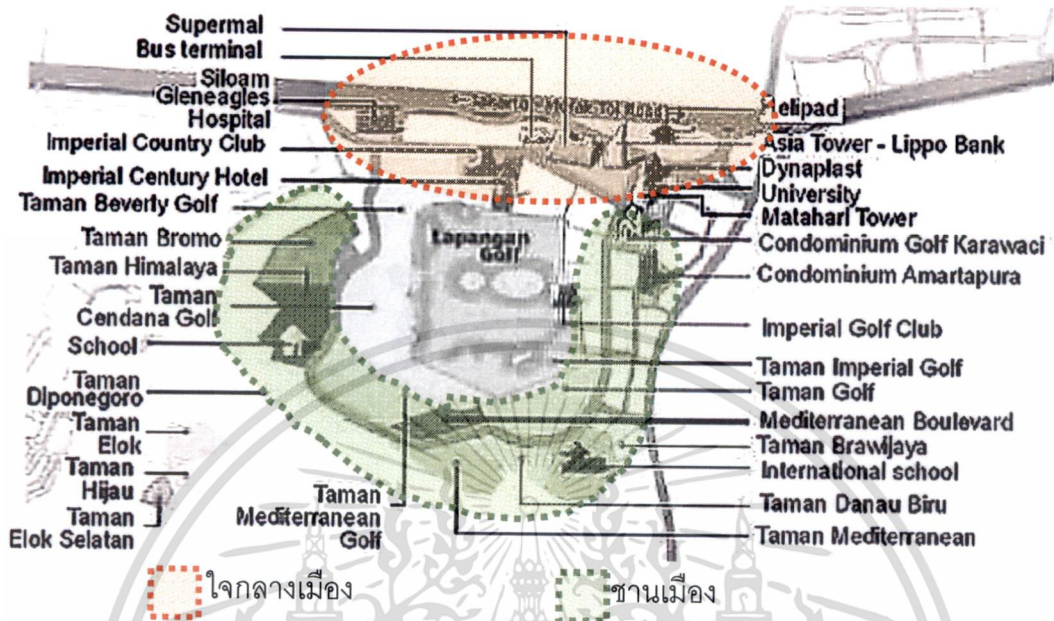 Supermal
Bus terminal
Siloam
Gleneagles
Hospital
Imperial Country Club
Imperial Century Hotel
Taman Beverly Golf
Taman Bromo
Taman Himalaya
Taman
Cendana Golf
School
Taman
Diponegoro
Taman
Elok
Taman
Hijau
Taman
Elok Selatan
Jakarta - Merak Tol Road
Lapangan
Golf
Taman
Mediterranean
Golf
Helipad
Asia Tower - Lippo Bank
Dynaplast
University
Matahari Tower
Condominium Golf Karawaci
Condominium Amartapura
Imperial Golf Club
Taman Imperial Golf
Taman Golf
Mediterranean Boulevard
Taman Brawijaya
International school
Taman Danau Biru
Taman Mediterranean
ใจกลางเมือง
ชานเมือง